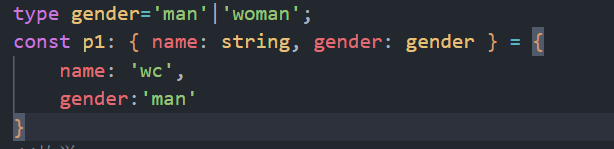 type gender='man'|'woman';
const p1: { name: string, gender: gender } = {
    name: 'wc',
    gender:'man'
}